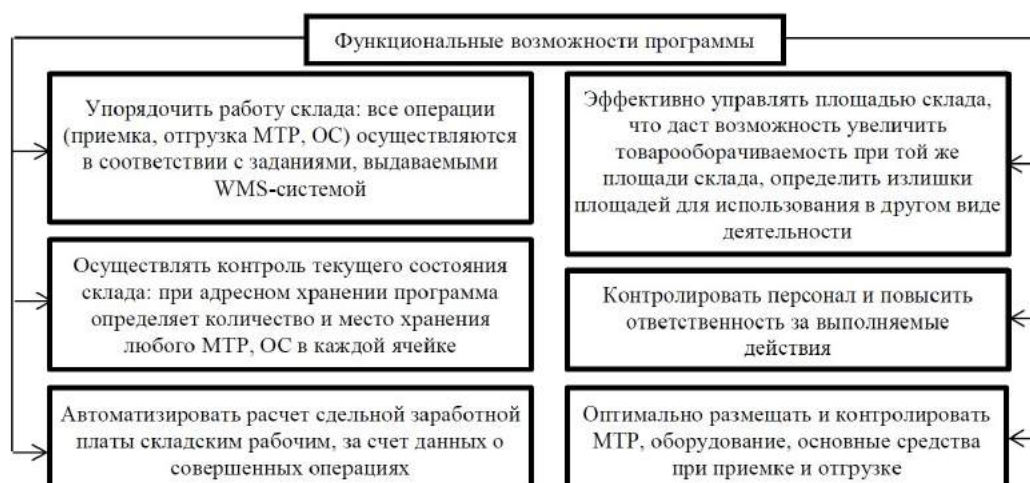 Функциональные возможности программы
Упорядочить работу склада: все операции
(приемка, отгрузка МТР, ОС) осуществляются
в соответствии с заданиями, выдаваемыми
WMS-системой
Осуществлять контроль текущего состояния
склада: при адресном хранении программа
определяет количество и место хранения
любого МТР, ОС в каждой ячейке
Автоматизировать расчет сдельной заработной
платы складским рабочим, за счет данных о
совершенных операциях
Эффективно управлять площадью склада,
что даст возможность увеличить
товарооборачиваемость при той же
площади склада, определить излишки
площадей для использования в другом виде
деятельности
Контролировать персонал и повысить
ответственность за выполняемые
действия
Оптимально размещать и контролировать
МТР, оборудование, основные средства
при приемке и отгрузке